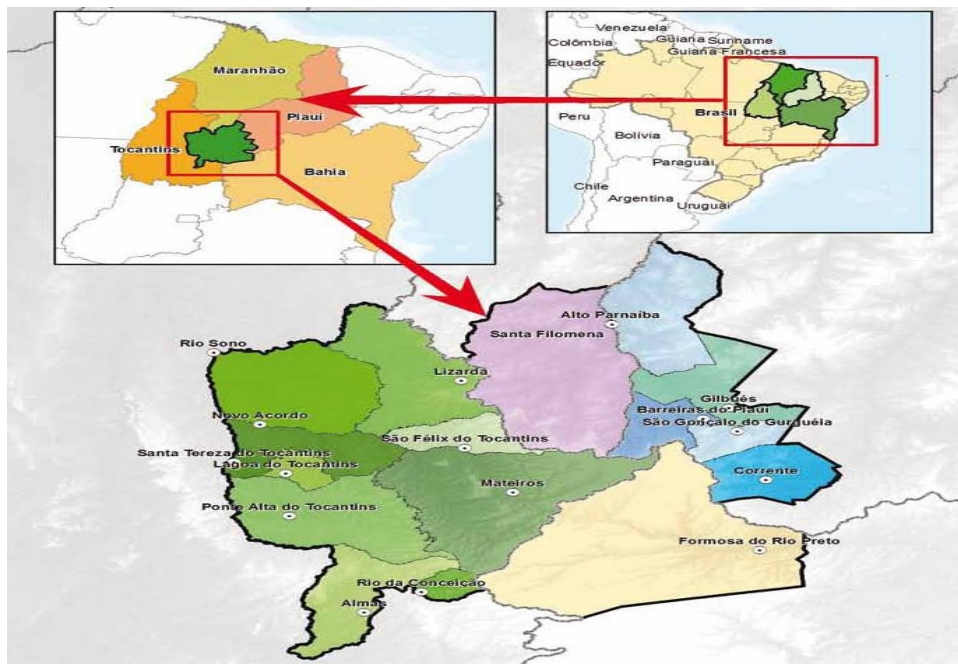 Maranhão
Piauí
Tocantins
Bahia
Venezuela
Colômbia
Guiana
Suriname
Guiana Francesa
Equador
Brasil
Peru
Bolívia
Paraguai
Chile
Argentina
Uruguai
Alto Parnaíba
Santa Filomena
Rio Sono
Lizarda
Gilbués
Barreiras do Piauí
São Gonçalo do Gurguéia
Novo Acordo
São Félix do Tocantins
Santa Tereza do Tocantins
Lagoa do Tocantins
Corrente
Mateiros
Ponte Alta do Tocantins
Formosa do Rio Preto
Rio da Conceição
Almas